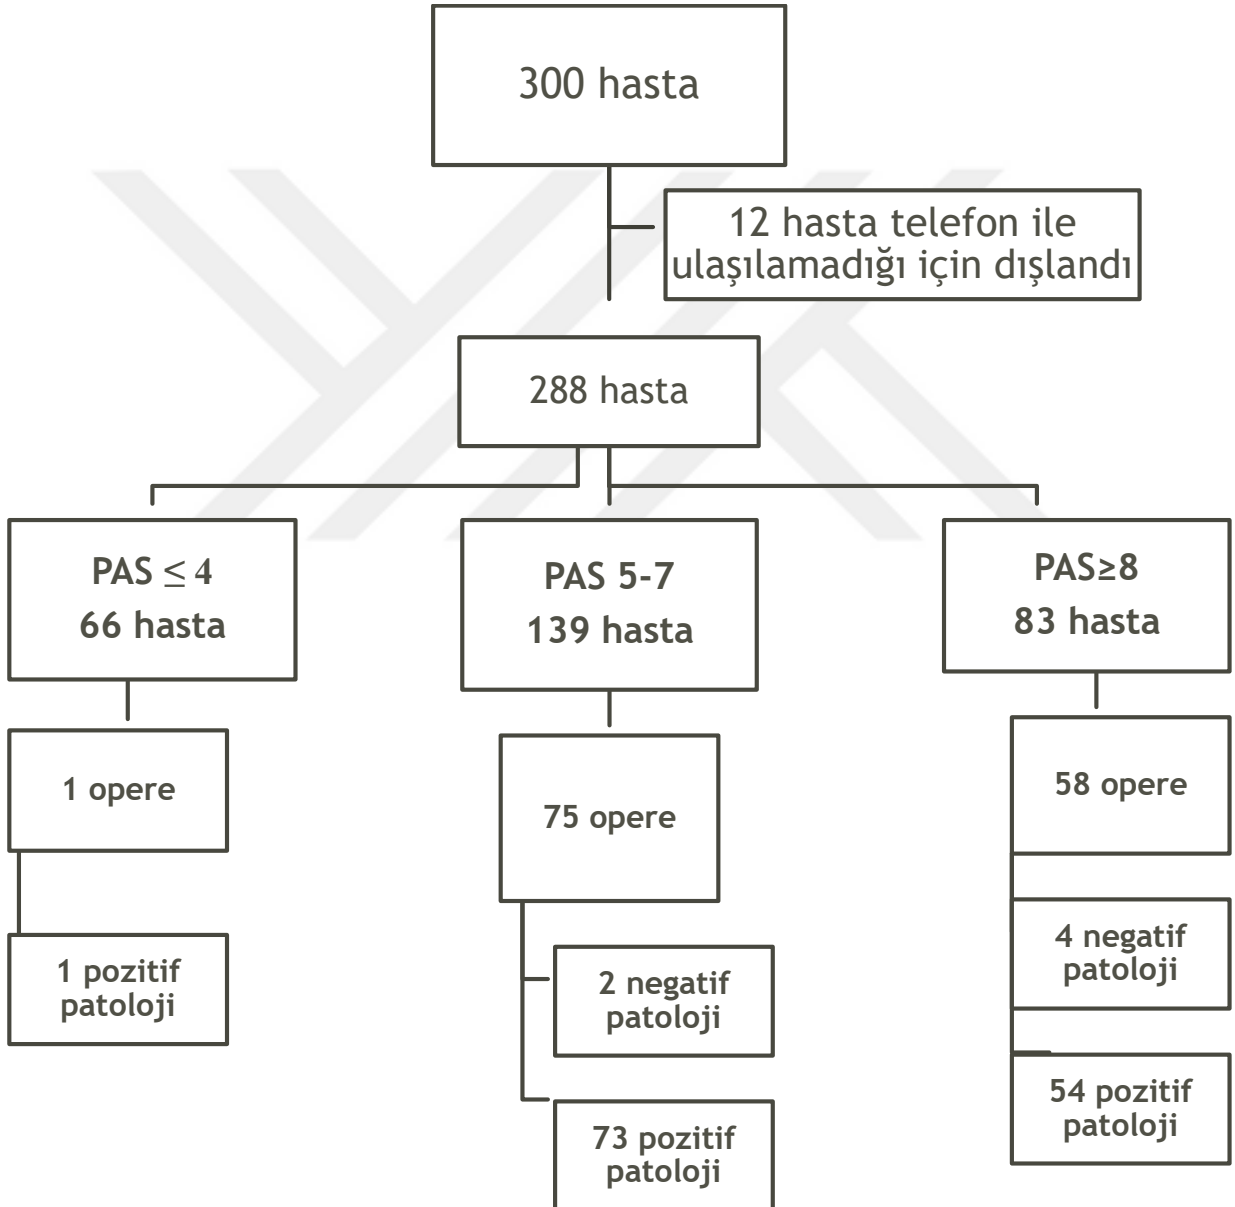 300 hasta
12 hasta telefon ile
ulaşılamadığı için dışlandı
288 hasta
PAS ≤ 4
66 hasta
PAS 5-7
139 hasta
PAS≥8
83 hasta
1 opere
75 opere
58 opere
1 pozitif
patoloji
2 negatif
patoloji
73 pozitif
patoloji
4 negatif
patoloji
54 pozitif
patoloji